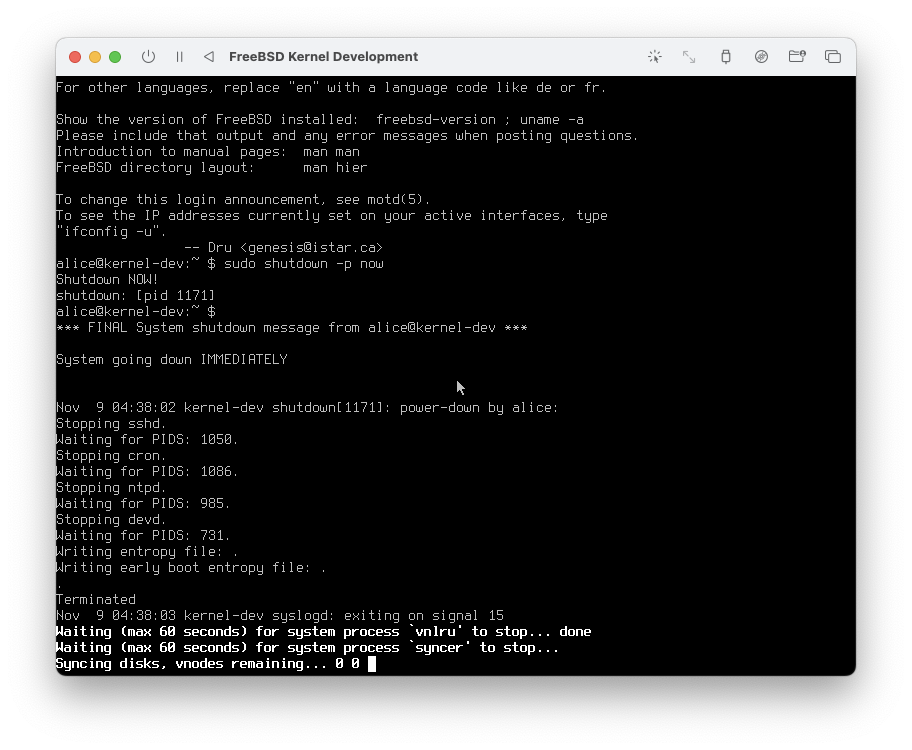 FreeBSD Kernel Development
For other languages, replace "en" with a language code like de or fr.
Show the version of FreeBSD installed:  freebsd-version ; uname -a
Please include that output and any error messages when posting questions.
Introduction to manual pages:  man man
FreeBSD directory layout:      man hier
To change this login announcement, see motd(5).
To see the IP addresses currently set on your active interfaces, type
"ifconfig -u".
-- Dru <genesis@istar.ca>
alice@kernel-dev:~ $ sudo shutdown -p now
Shutdown NOW!
shutdown: [pid 1171]
alice@kernel-dev:~ $
*** FINAL System shutdown message from alice@kernel-dev ***
System going down IMMEDIATELY
Nov  9 04:38:02 kernel-dev shutdown[1171]: power-down by alice:
Stopping sshd.
Waiting for PIDS: 1050.
Stopping cron.
Waiting for PIDS: 1086.
Stopping ntpd.
Waiting for PIDS: 985.
Stopping devd.
Waiting for PIDS: 731.
Writing entropy file: .
Writing early boot entropy file: .
.
Terminated
Nov  9 04:38:03 kernel-dev syslogd: exiting on signal 15
Waiting (max 60 seconds) for system process `vnlru' to stop... done
Waiting (max 60 seconds) for system process `syncer' to stop...
Syncing disks, vnodes remaining... 0 0